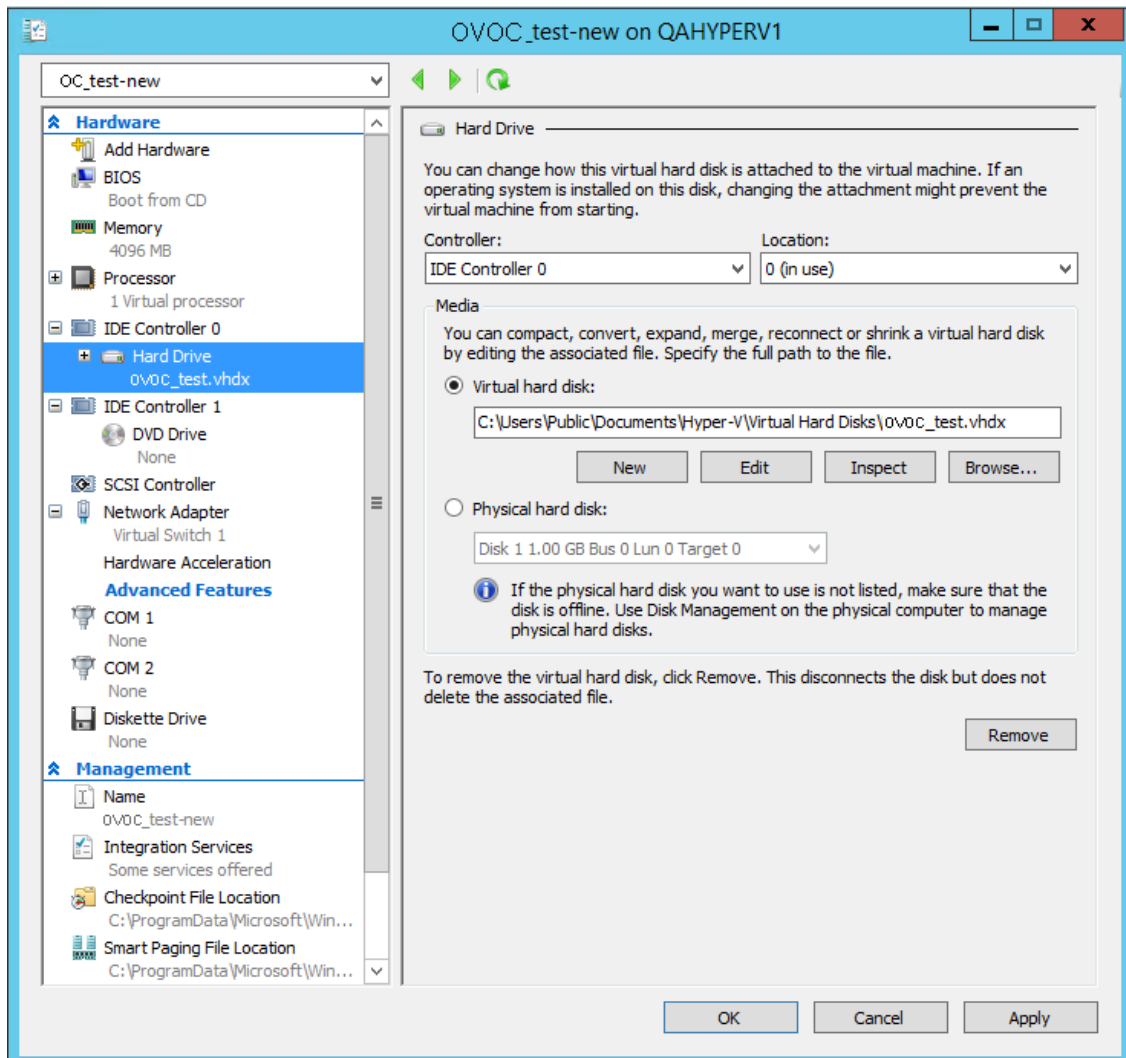 OVOC_test-new on QAHYPERV1
OC_test-new
Hardware
Add Hardware
BIOS
Boot from CD
Memory
4096 MB
Processor
1 Virtual processor
IDE Controller 0
Hard Drive
OVOC_test.vhdx
IDE Controller 1
DVD Drive
None
SCSI Controller
Network Adapter
Virtual Switch 1
Hardware Acceleration
Advanced Features
COM 1
None
COM 2
None
Diskette Drive
None
Management
Name
OVOC_test-new
Integration Services
Some services offered
Checkpoint File Location
C:\ProgramData\Microsoft\Win...
Smart Paging File Location
C:\ProgramData\Microsoft\Win...
Hard Drive
You can change how this virtual hard disk is attached to the virtual machine. If an
operating system is installed on this disk, changing the attachment might prevent the
virtual machine from starting.
Controller:
Location:
IDE Controller 0
0 (in use)
Media
You can compact, convert, expand, merge, reconnect or shrink a virtual hard disk
by editing the associated file. Specify the full path to the file.
Virtual hard disk:
C:\Users\Public\Documents\Hyper-V\Virtual Hard Disks\OVOC_test.vhdx
New
Edit
Inspect
Browse...
Physical hard disk:
Disk 1 1.00 GB Bus 0 Lun 0 Target 0
If the physical hard disk you want to use is not listed, make sure that the
disk is offline. Use Disk Management on the physical computer to manage
physical hard disks.
To remove the virtual hard disk, click Remove. This disconnects the disk but does not
delete the associated file.
Remove
OK
Cancel
Apply